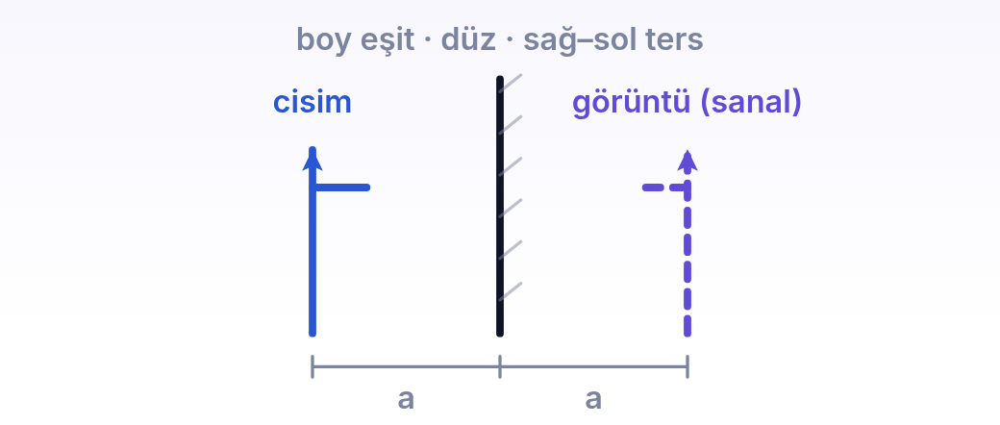 boy eşit · düz · sağ–sol ters
cisim
görüntü (sanal)
a
a